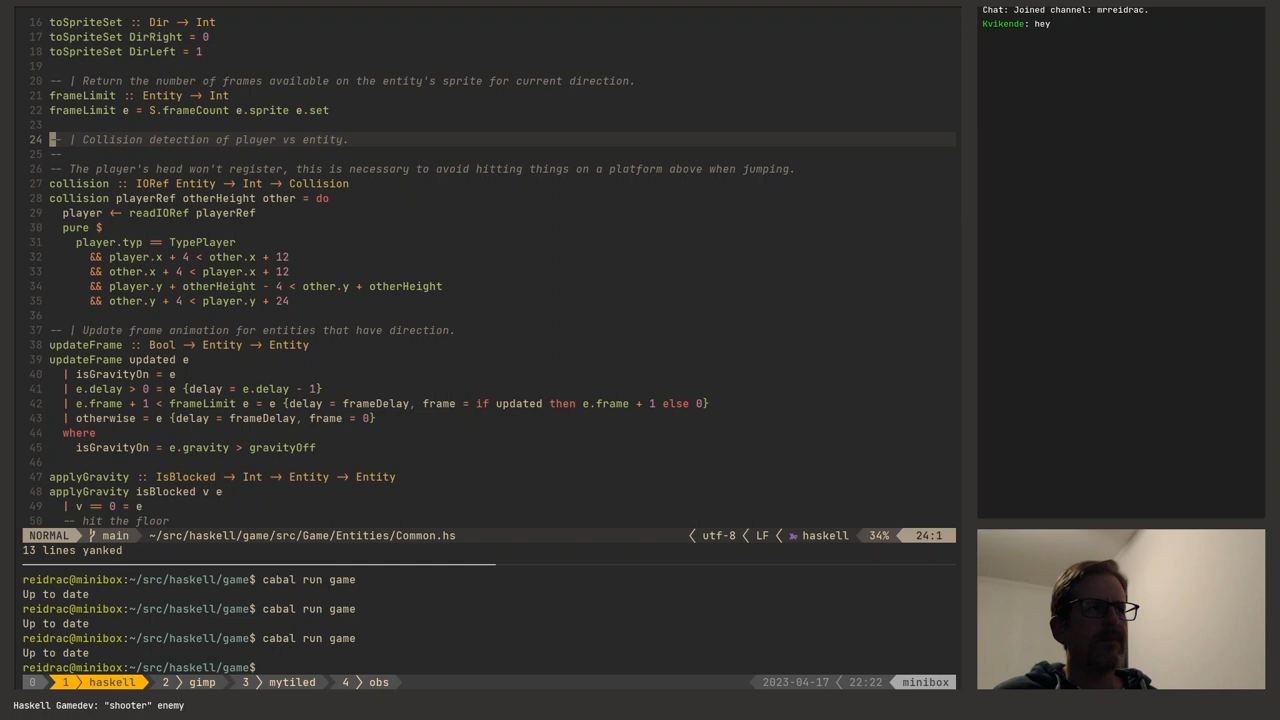 16 toSpriteSet :: Dir → Int
17 toSpriteSet DirRight = 0
18 toSpriteSet DirLeft = 1
19
20 -- | Return the number of frames available on the entity's sprite for current direction.
21 frameLimit :: Entity → Int
22 frameLimit e = S.frameCount e.sprite e.set
23
24 -- | Collision detection of player vs entity.
25 --
26 -- The player's head won't register, this is necessary to avoid hitting things on a platform above when jumping.
27 collision :: IORef Entity → Int → Collision
28 collision playerRef otherHeight other = do
29 player ← readIORef playerRef
30 pure $
31 player.typ == TypePlayer
32 && player.x + 4 < other.x + 12
33 && other.x + 4 < player.x + 12
34 && player.y + otherHeight - 4 < other.y + otherHeight
35 && other.y + 4 < player.y + 24
36
37 -- | Update frame animation for entities that have direction.
38 updateFrame :: Bool → Entity → Entity
39 updateFrame updated e
40 | isGravityOn = e
41 | e.delay > 0 = e {delay = e.delay - 1}
42 | e.frame + 1 < frameLimit e = e {delay = frameDelay, frame = if updated then e.frame + 1 else 0}
43 | otherwise = e {delay = frameDelay, frame = 0}
44 where
45 isGravityOn = e.gravity > gravityOff
46
47 applyGravity :: IsBlocked → Int → Entity → Entity
48 applyGravity isBlocked v e
49 | v == 0 = e
50 -- hit the floor
NORMAL main ~/src/haskell/game/src/Game/Entities/Common.hs utf-8 LF haskell 34% 24:1
13 lines yanked
reidrac@minibox:~/src/haskell/game$ cabal run game
Up to date
reidrac@minibox:~/src/haskell/game$ cabal run game
Up to date
reidrac@minibox:~/src/haskell/game$ cabal run game
Up to date
reidrac@minibox:~/src/haskell/game$
0 1 haskell 2 gimp 3 mytiled 4 obs 2023-04-17 22:22 minibox
Haskell Gamedev: "shooter" enemy
Chat: Joined channel: mrreidrac.
Kvikende: hey